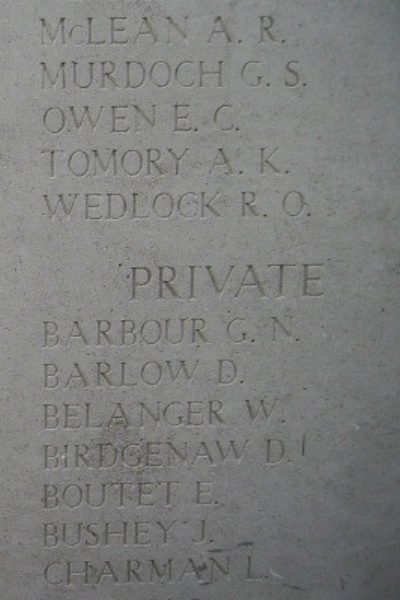 McLEAN A. R.
MURDOCH G. S.
OWEN E. C.
TOMORY A. K.
WEDLOCK R. O.
PRIVATE
BARBOUR G. N.
BARLOW D.
BELANGER W.
BIRDGENAW D.
BOUTET E.
BUSHEY J.
CHARMAN L.